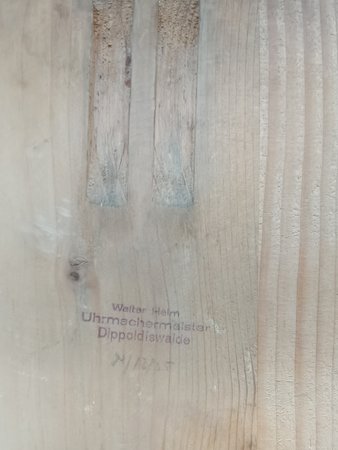 Walter Helm
Uhrmachermeister
Dippoldiswalde